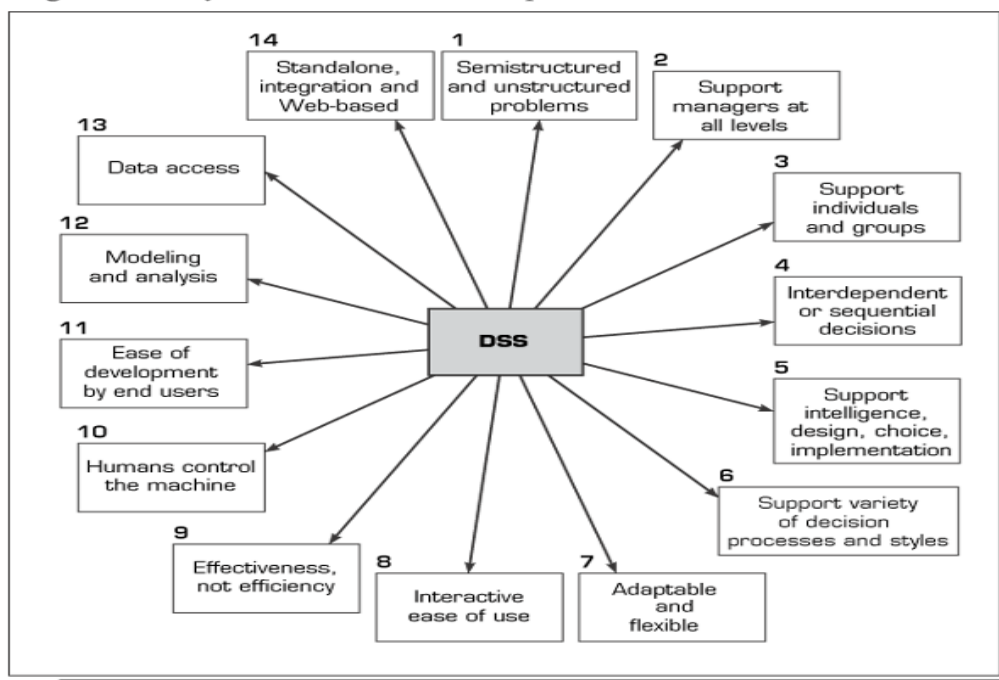 14
Standalone,
integration and
Web-based
1
Semistructured
and unstructured
problems
2
Support
managers at
all levels
13
Data access
3
Support
individuals
and groups
12
Modeling
and analysis
4
Interdependent
or sequential
decisions
DSS
11
Ease of
development
by end users
5
Support
intelligence,
design, choice,
implementation
10
Humans control
the machine
6
Support variety
of decision
processes and styles
9
Effectiveness,
not efficiency
8
Interactive
ease of use
7
Adaptable
and
flexible